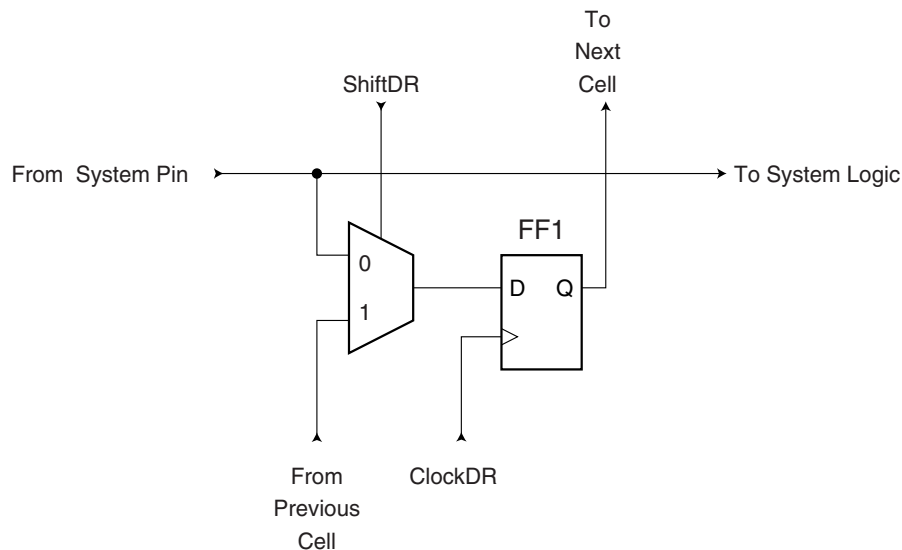 To
Next
Cell
ShiftDR
From System Pin
To System Logic
FF1
0
D Q
1
From
Previous
Cell
ClockDR